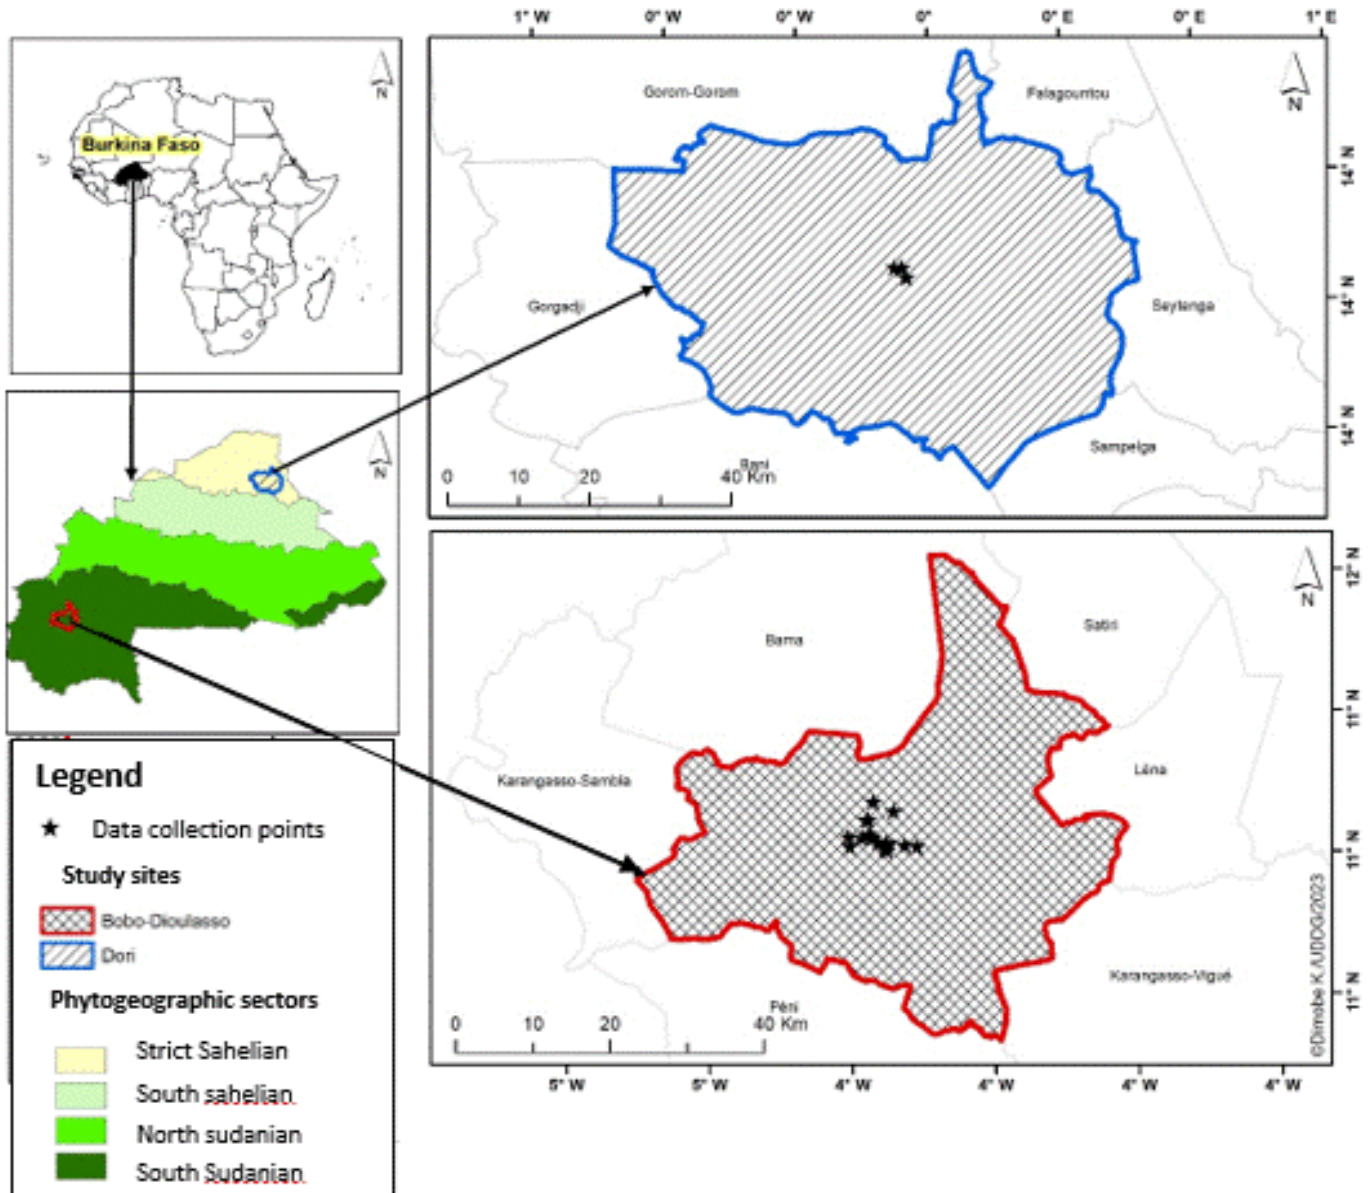 1° W 0° W 0° W 0° 0° E 0° E 1° E
N
Burkina Faso
N
Gorom-Gorom
Falagountou
14° N
Gorgadji
Seytenga
14° N
Sampelga
14° N
Bani
0 10 20 40 Km
N
N
12° N
Bama
Satiri
11° N
Karangasso-Sambla
Léna
11° N
Karangasso-Vigué
11° N
Péni
0 10 20 40 Km
©Dimobe K./UDDG/2023
5° W 5° W 4° W 4° W 4° W 4° W
Legend
Data collection points
Study sites
Bobo-Dioulasso
Dori
Phytogeographic sectors
Strict Sahelian
South sahelian
North sudanian
South Sudanian